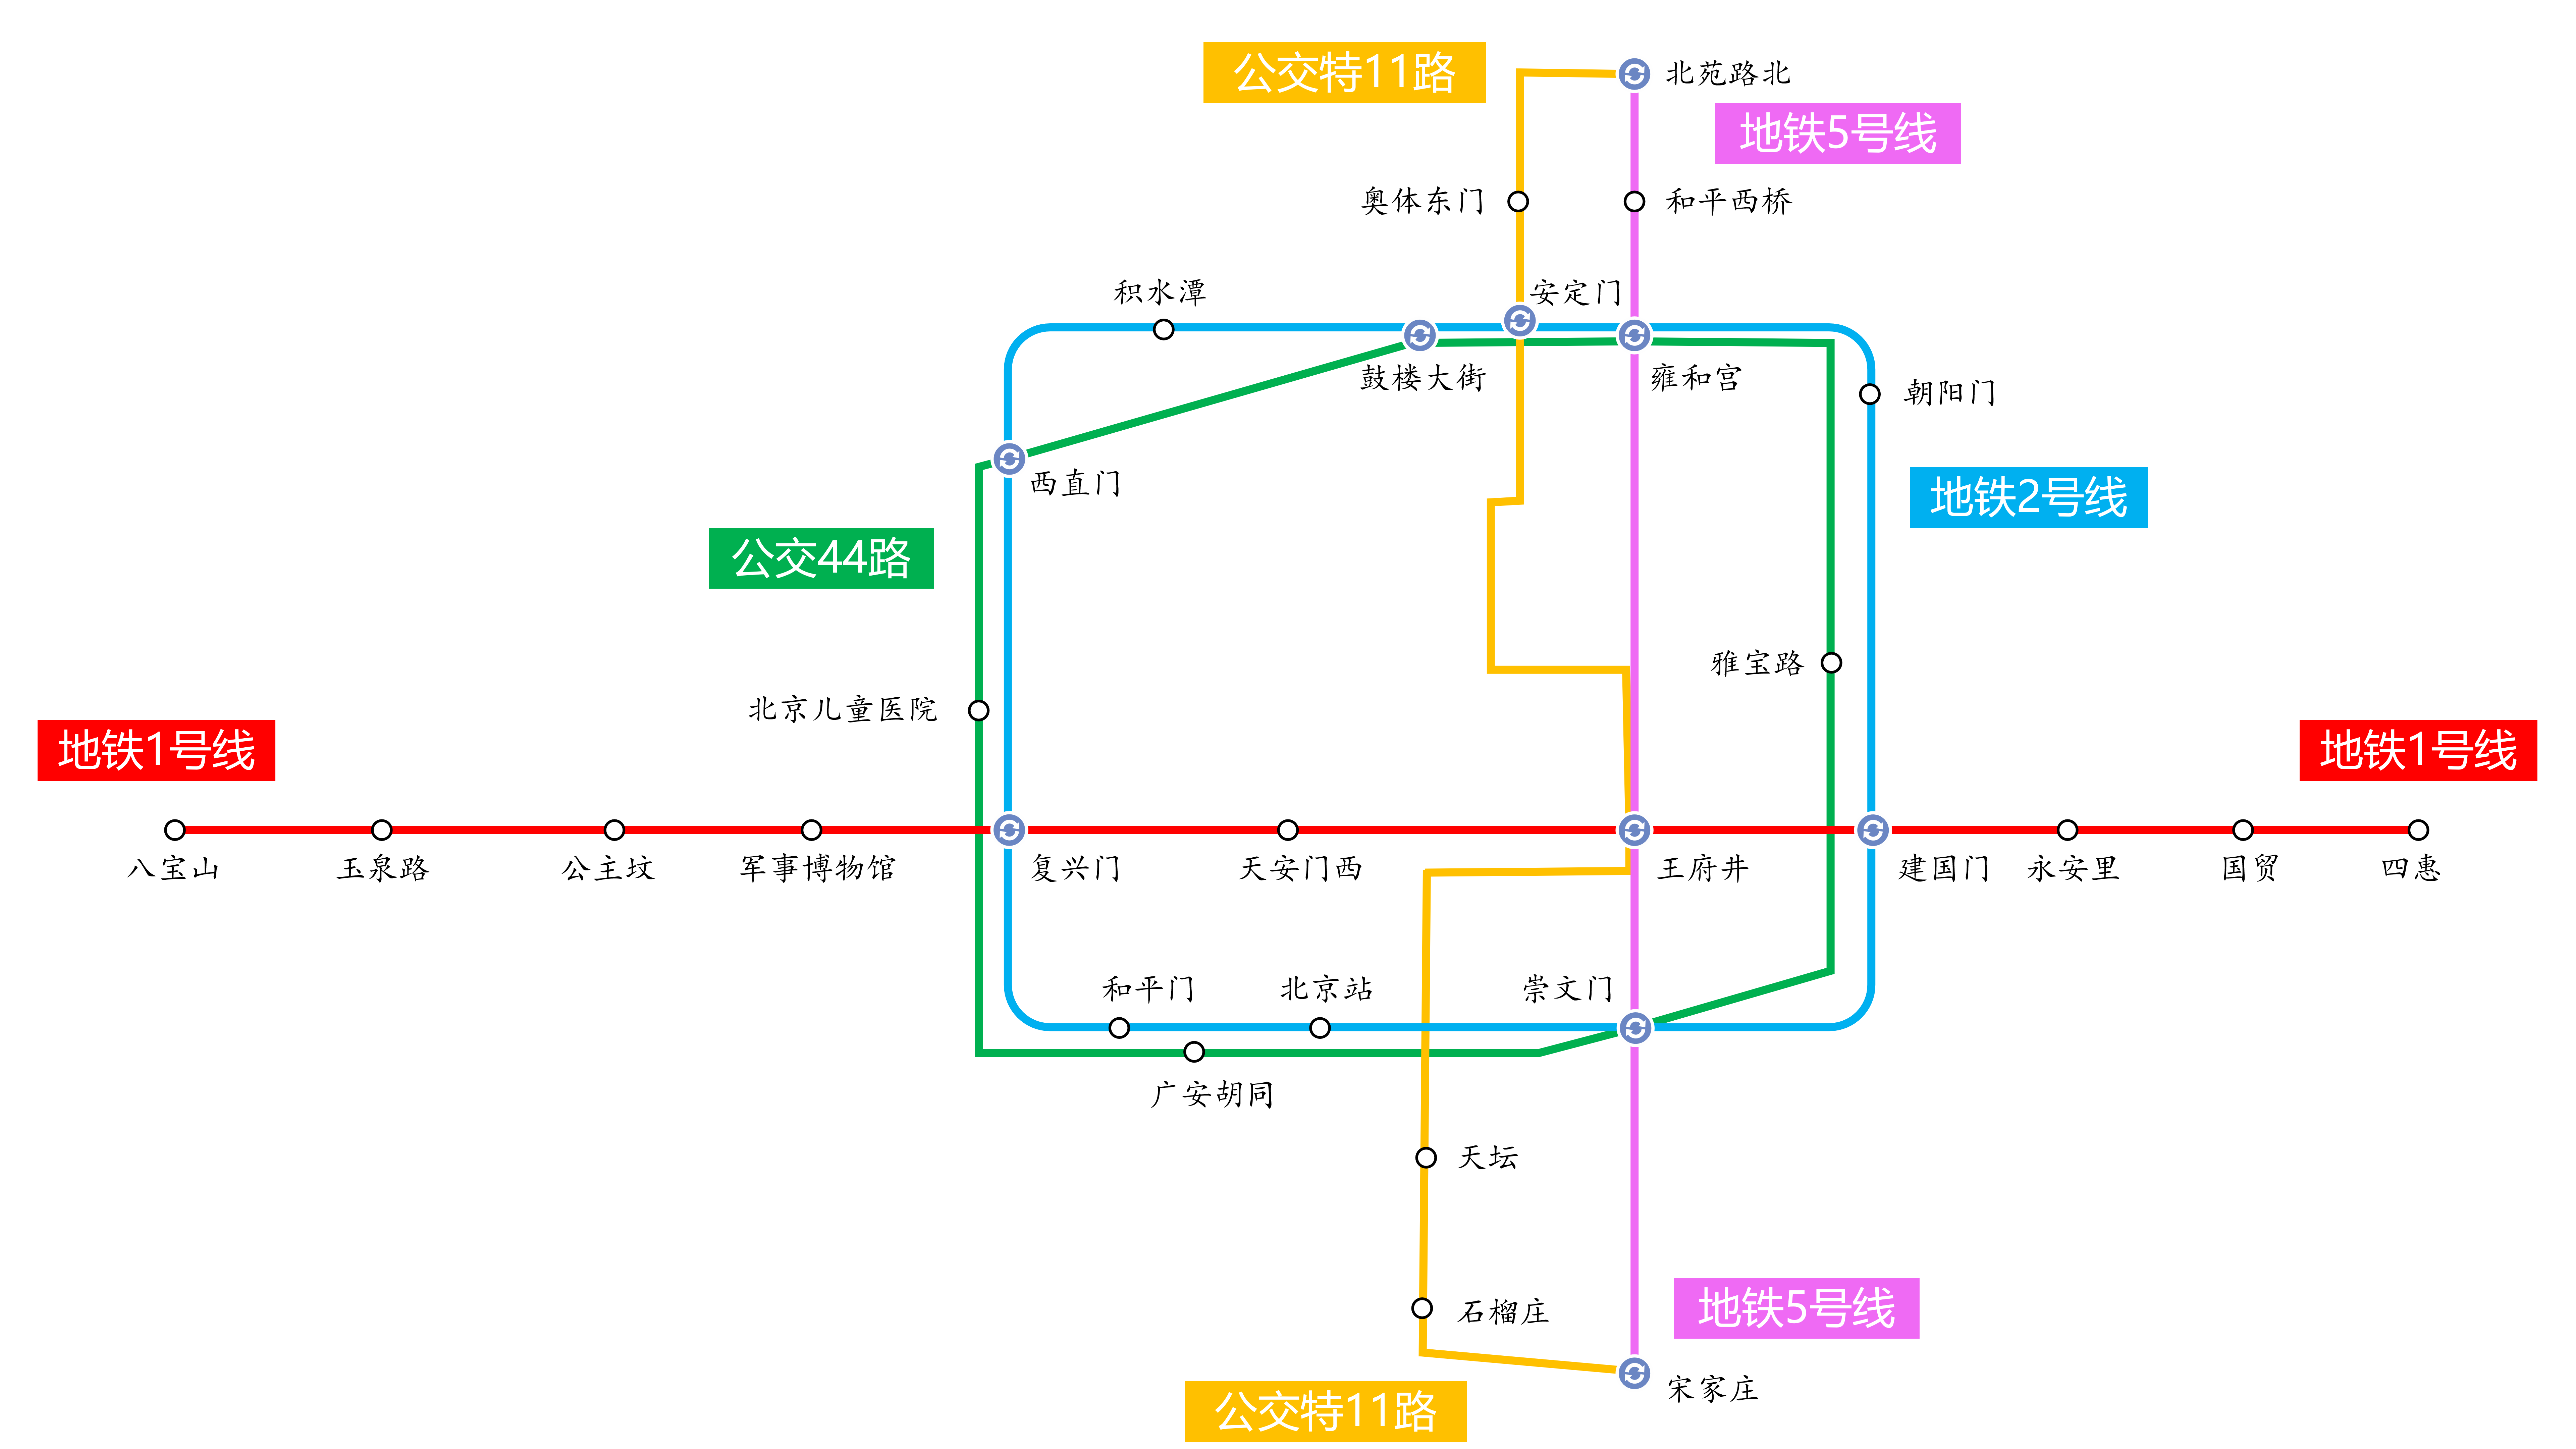 公交特11路
北苑路北
地铁5号线
奥体东门
和平西桥
积水潭
安定门
鼓楼大街
雍和宫
朝阳门
西直门
地铁2号线
公交44路
雅宝路
北京儿童医院
地铁1号线
地铁1号线
八宝山
玉泉路
公主坟
军事博物馆
复兴门
天安门西
王府井
建国门
永安里
国贸
四惠
和平门
北京站
崇文门
广安胡同
天坛
石榴庄
地铁5号线
宋家庄
公交特11路